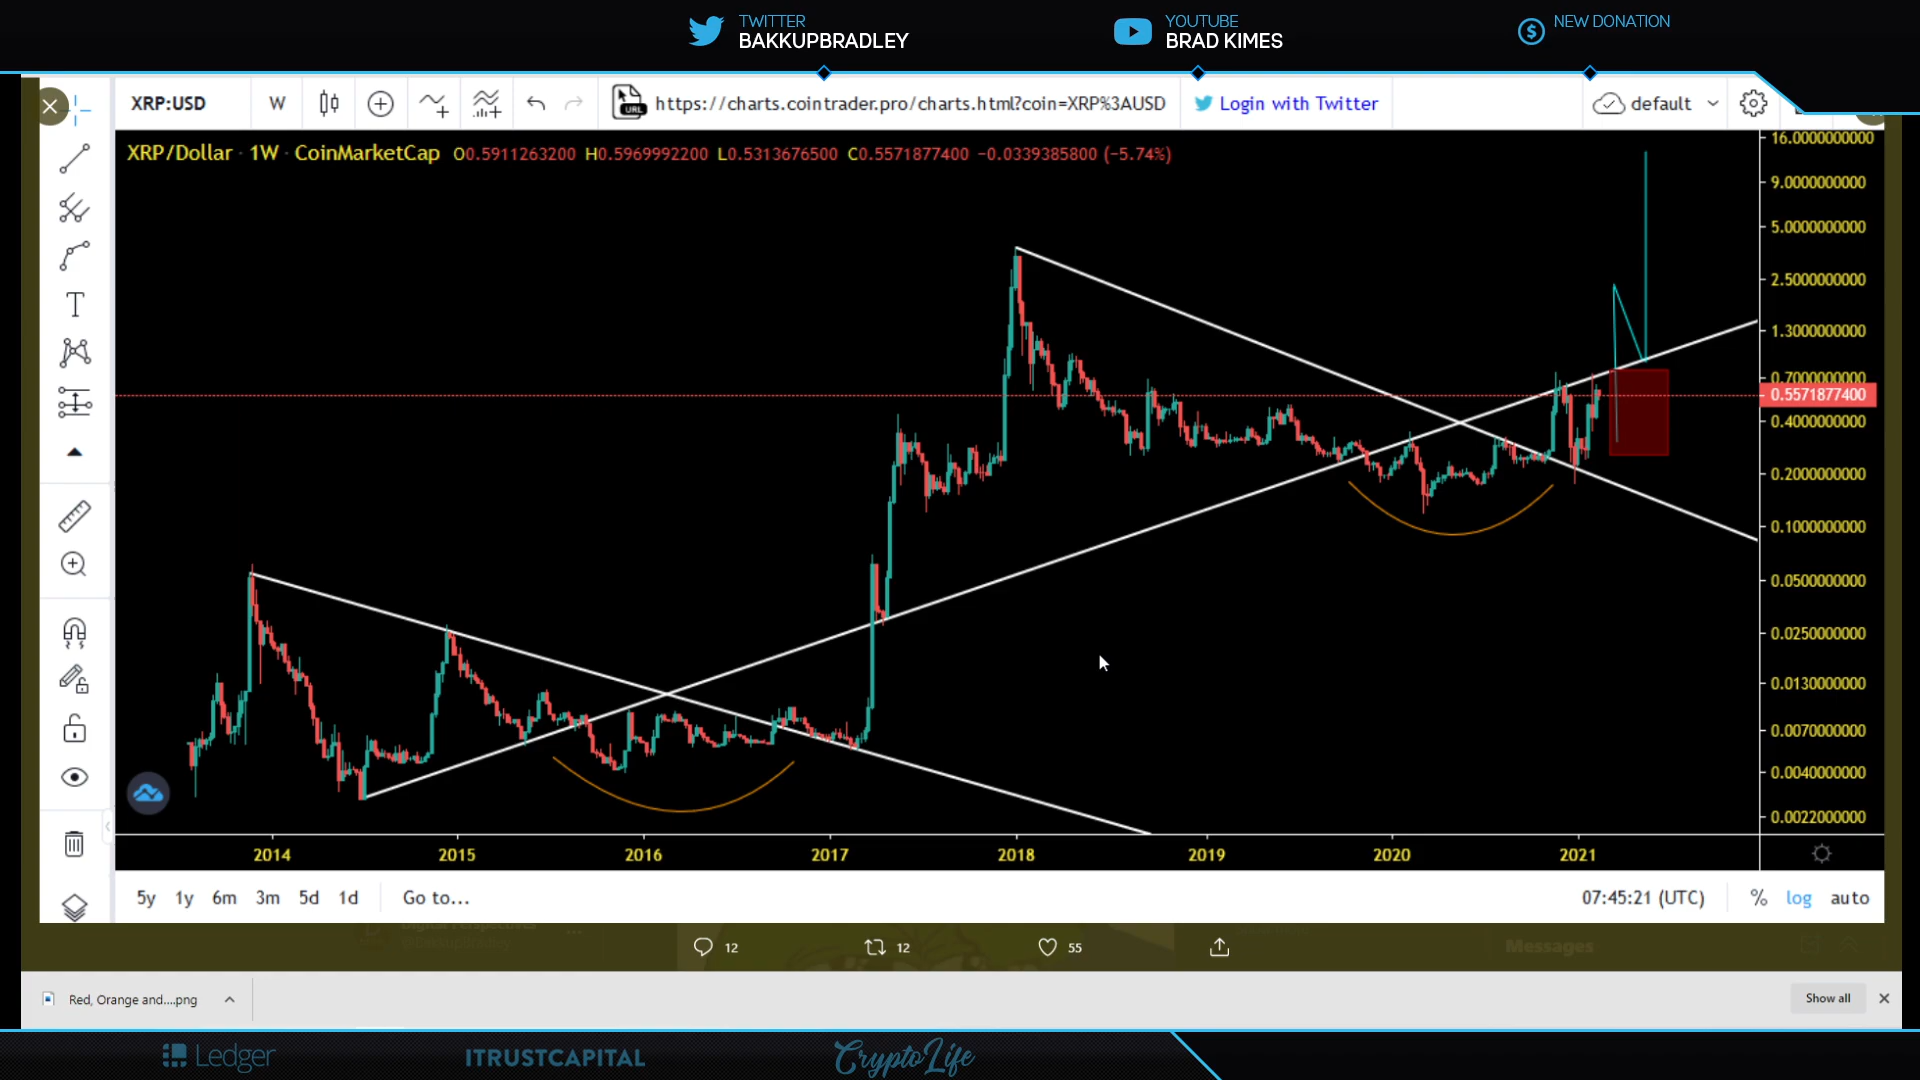 TWITTER
BAKKUPBRADLEY
YOUTUBE
BRAD KIMES
NEW DONATION
XRP:USD W https://charts.cointrader.pro/charts.html?coin=XRP%3AUSD Login with Twitter default
URL
XRP/Dollar · 1W · CoinMarketCap O0.5911263200 H0.5969992200 L0.5313676500 C0.5571877400 −0.0339385800 (−5.74%)
16.0000000000
9.0000000000
5.0000000000
2.5000000000
1.3000000000
0.7000000000
0.5571877400
0.4000000000
0.2000000000
0.1000000000
0.0500000000
0.0250000000
0.0130000000
0.0070000000
0.0040000000
0.0022000000
2014 2015 2016 2017 2018 2019 2020 2021
5y 1y 6m 3m 5d 1d Go to... 07:45:21 (UTC) % log auto
12 12 55
Messages
Red, Orange and....png Show all
Ledger ITRUSTCAPITAL CryptoLife